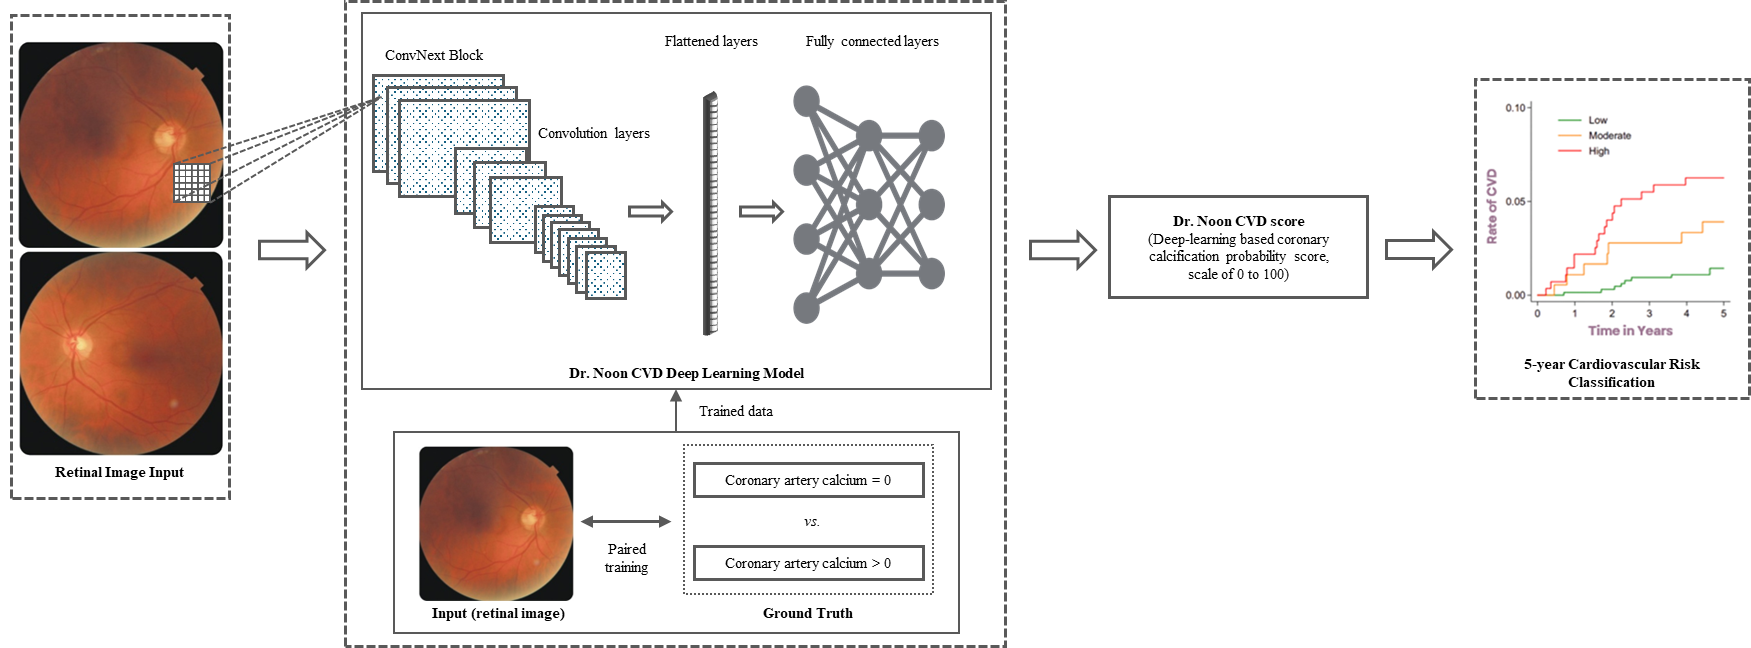 Retinal Image Input
ConvNext Block
Convolution layers
Flattened layers
Fully connected layers
Dr. Noon CVD Deep Learning Model
Trained data
Paired
training
Input (retinal image)
Coronary artery calcium = 0
vs.
Coronary artery calcium > 0
Ground Truth
Dr. Noon CVD score
(Deep-learning based coronary
calcification probability score,
scale of 0 to 100)
Rate of CVD
0.10
0.05
0.00
Low
Moderate
High
0 1 2 3 4 5
Time in Years
5-year Cardiovascular Risk
Classification